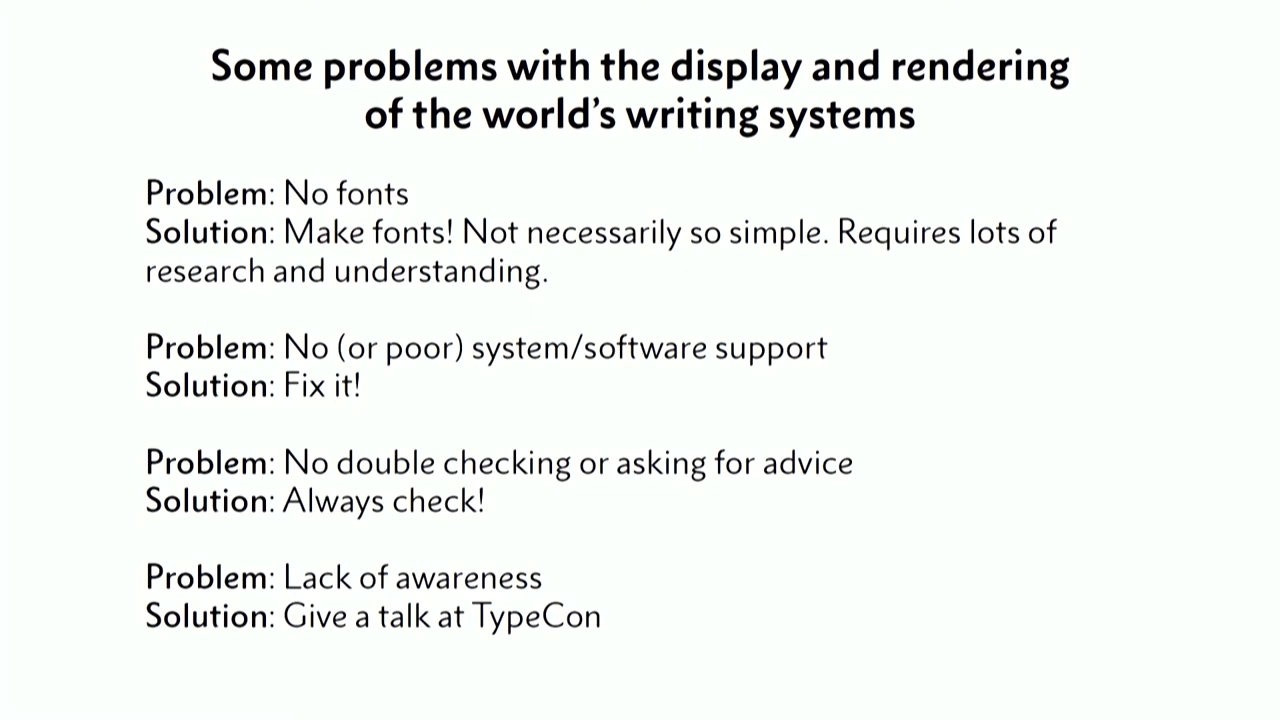 Some problems with the display and rendering
of the world’s writing systems
Problem: No fonts
Solution: Make fonts! Not necessarily so simple. Requires lots of
research and understanding.
Problem: No (or poor) system/software support
Solution: Fix it!
Problem: No double checking or asking for advice
Solution: Always check!
Problem: Lack of awareness
Solution: Give a talk at TypeCon